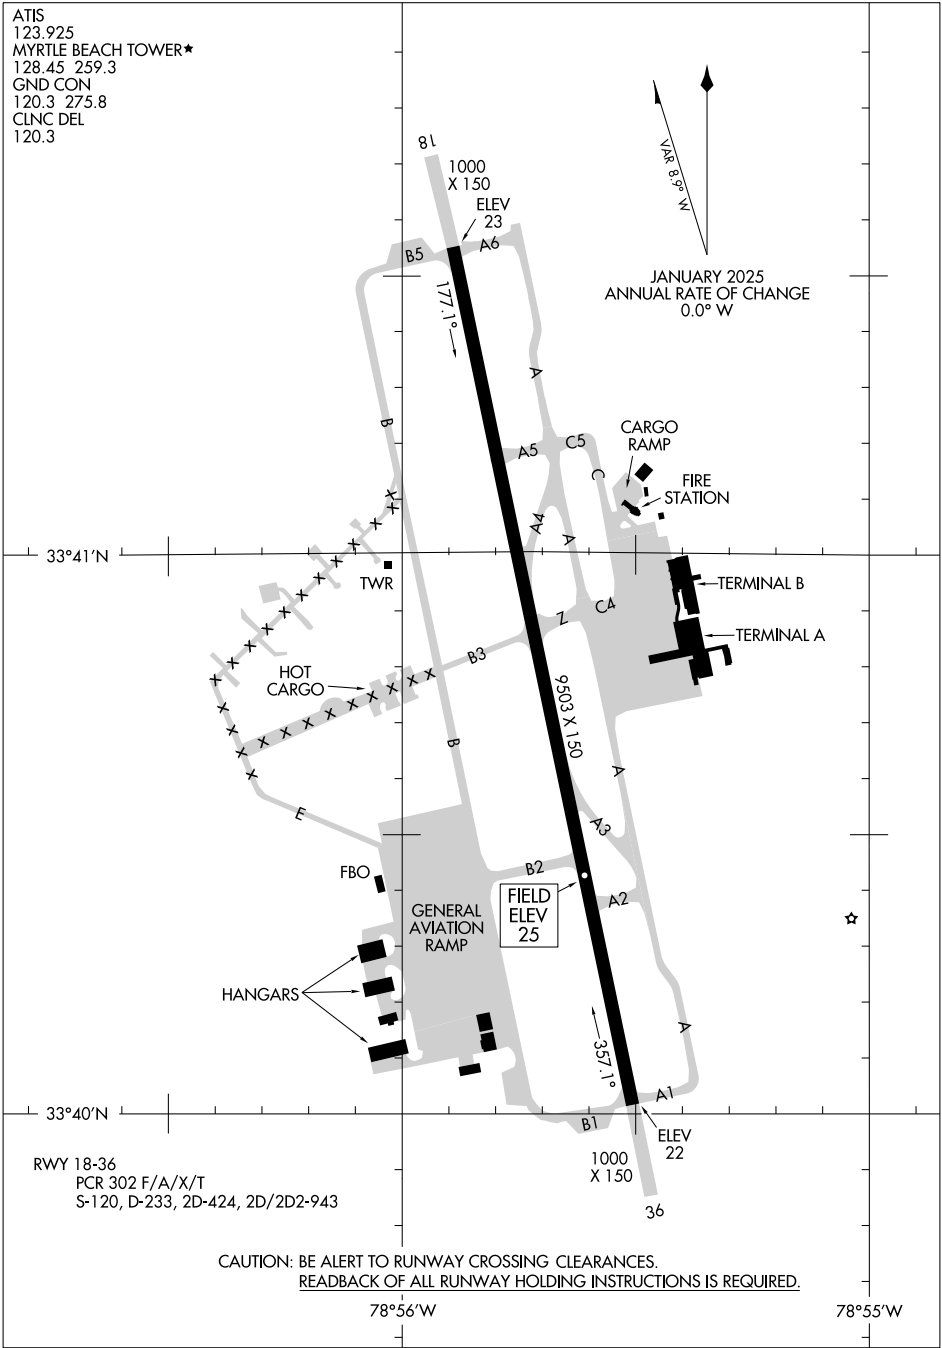 ATIS
123.925
MYRTLE BEACH TOWER★
128.45 259.3
GND CON
120.3 275.8
CLNC DEL
120.3
18
1000
X 150
ELEV
23
A6
B5
177.1°
VAR 8.9° W
JANUARY 2025
ANNUAL RATE OF CHANGE
0.0° W
A
B
A5
C5
C
CARGO
RAMP
FIRE
STATION
A4
A
33°41'N
TWR
TERMINAL B
C4
Z
TERMINAL A
B3
HOT
CARGO
9503 X 150
B
A
E
A3
B2
FBO
FIELD
ELEV
25
A2
GENERAL
AVIATION
RAMP
HANGARS
A
357.1°
A1
33°40'N
B1
ELEV
22
1000
X 150
36
RWY 18-36
PCR 302 F/A/X/T
S-120, D-233, 2D-424, 2D/2D2-943
CAUTION: BE ALERT TO RUNWAY CROSSING CLEARANCES.
READBACK OF ALL RUNWAY HOLDING INSTRUCTIONS IS REQUIRED.
78°56'W
78°55'W